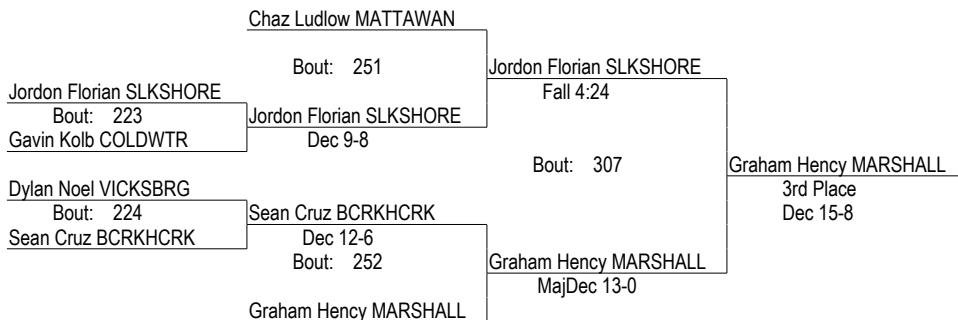 Chaz Ludlow MATTAWAN
Bout: 251
Jordon Florian SLKSHORE
Fall 4:24
Jordon Florian SLKSHORE
Bout: 223
Jordon Florian SLKSHORE
Gavin Kolb COLDWTR
Dec 9-8
Bout: 307
Graham Hency MARSHALL
3rd Place
Dec 15-8
Dylan Noel VICKSBRG
Bout: 224
Sean Cruz BCRKHCRK
Sean Cruz BCRKHCRK
Dec 12-6
Bout: 252
Graham Hency MARSHALL
MajDec 13-0
Graham Hency MARSHALL